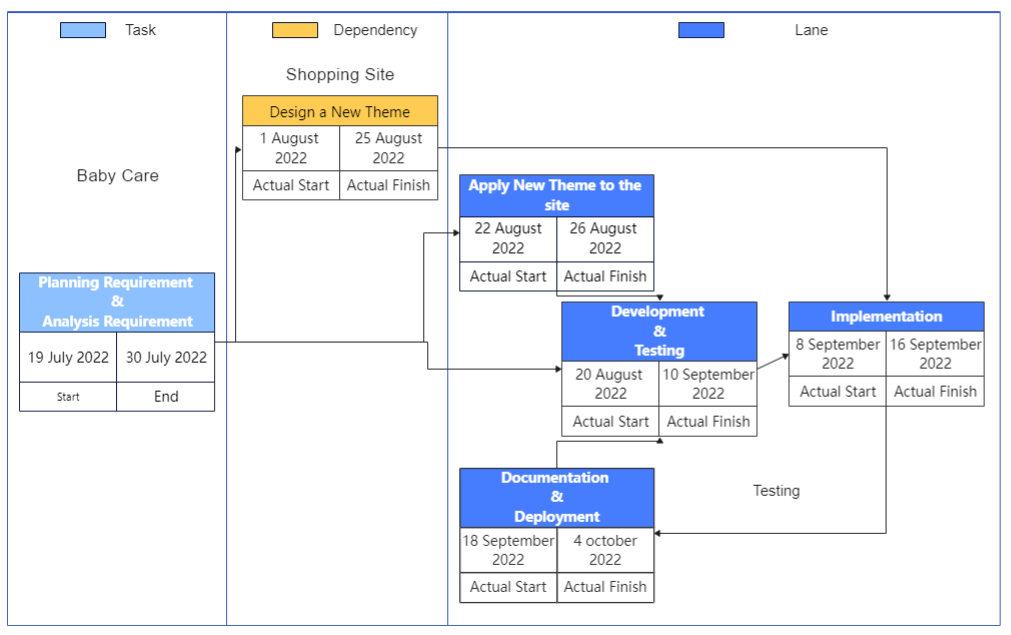 Task
Dependency
Lane
Shopping Site
Design a New Theme
1 August
2022
25 August
2022
Actual Start
Actual Finish
Baby Care
Apply New Theme to the
site
22 August
2022
26 August
2022
Actual Start
Actual Finish
Planning Requirement
&
Analysis Requirement
19 July 2022
30 July 2022
Start
End
Development
&
Testing
20 August
2022
10 September
2022
Actual Start
Actual Finish
Implementation
8 September
2022
16 September
2022
Actual Start
Actual Finish
Documentation
&
Deployment
18 September
2022
4 october
2022
Actual Start
Actual Finish
Testing